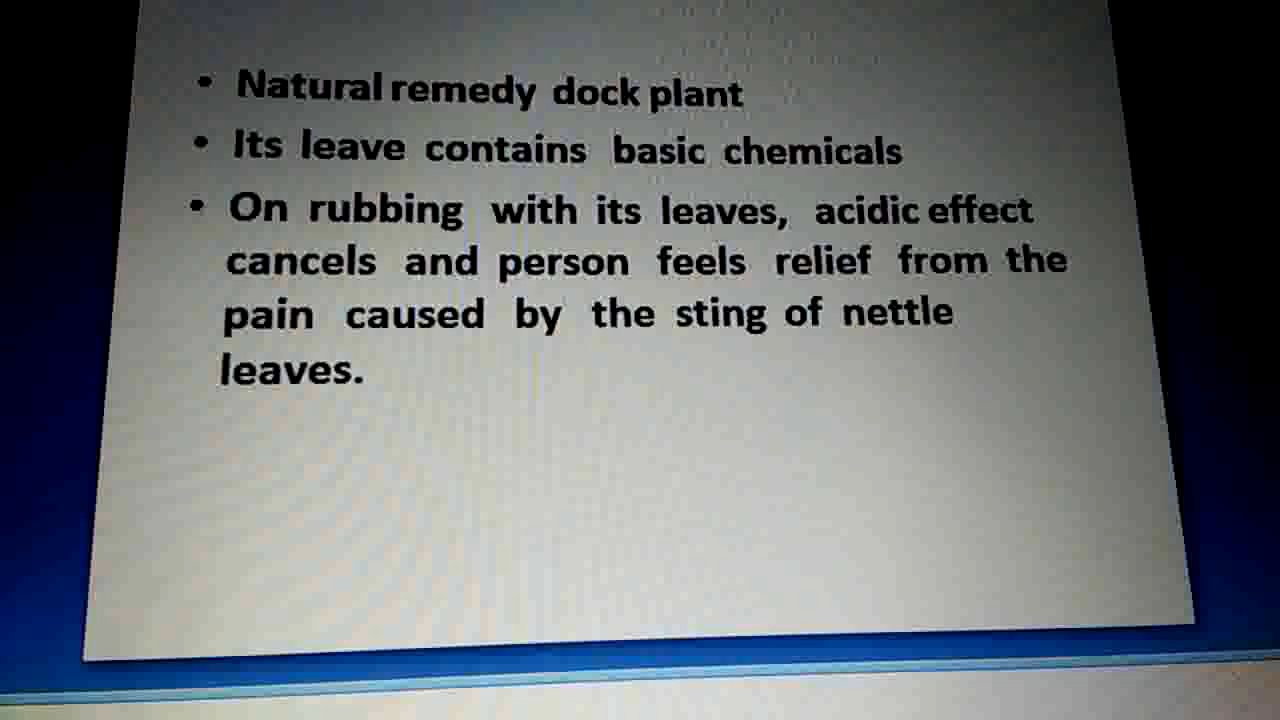 • Natural remedy dock plant
• Its leave contains basic chemicals
• On rubbing with its leaves, acidic effect
cancels and person feels relief from the
pain caused by the sting of nettle
leaves.